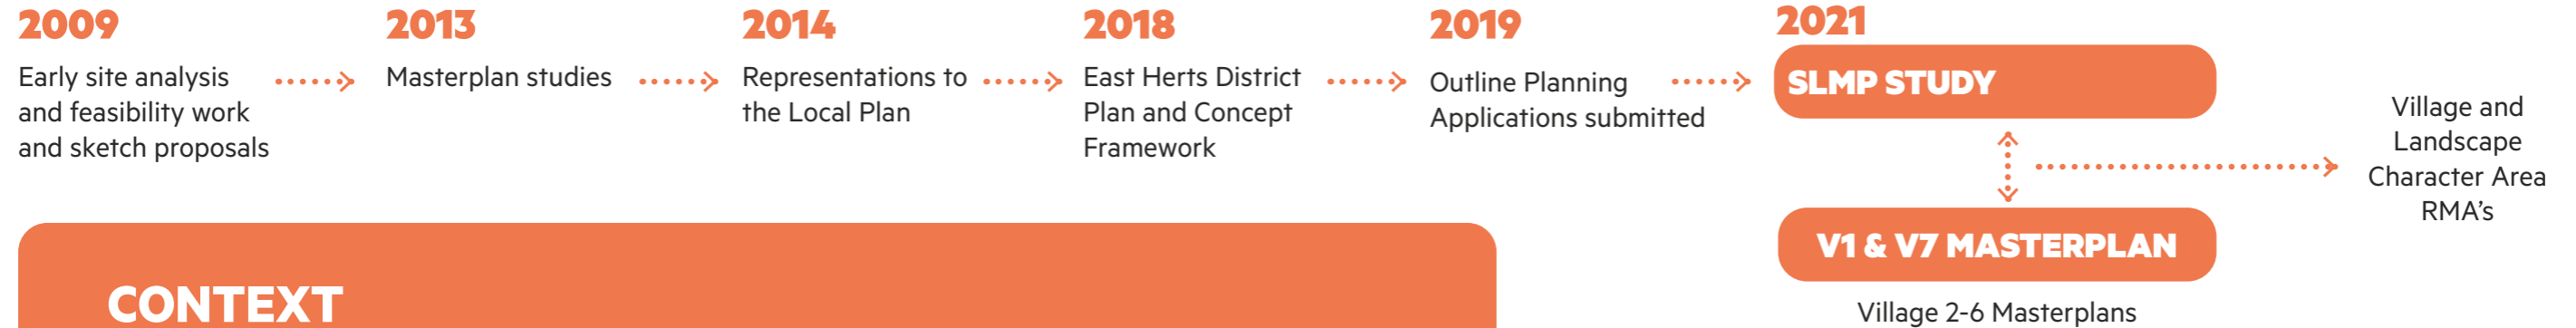 2009
Early site analysis
and feasibility work
and sketch proposals
2013
Masterplan studies
2014
Representations to
the Local Plan
2018
East Herts District
Plan and Concept
Framework
2019
Outline Planning
Applications submitted
2021
SLMP STUDY
V1 & V7 MASTERPLAN
Village 2-6 Masterplans
Village and
Landscape
Character Area
RMA’s
CONTEXT